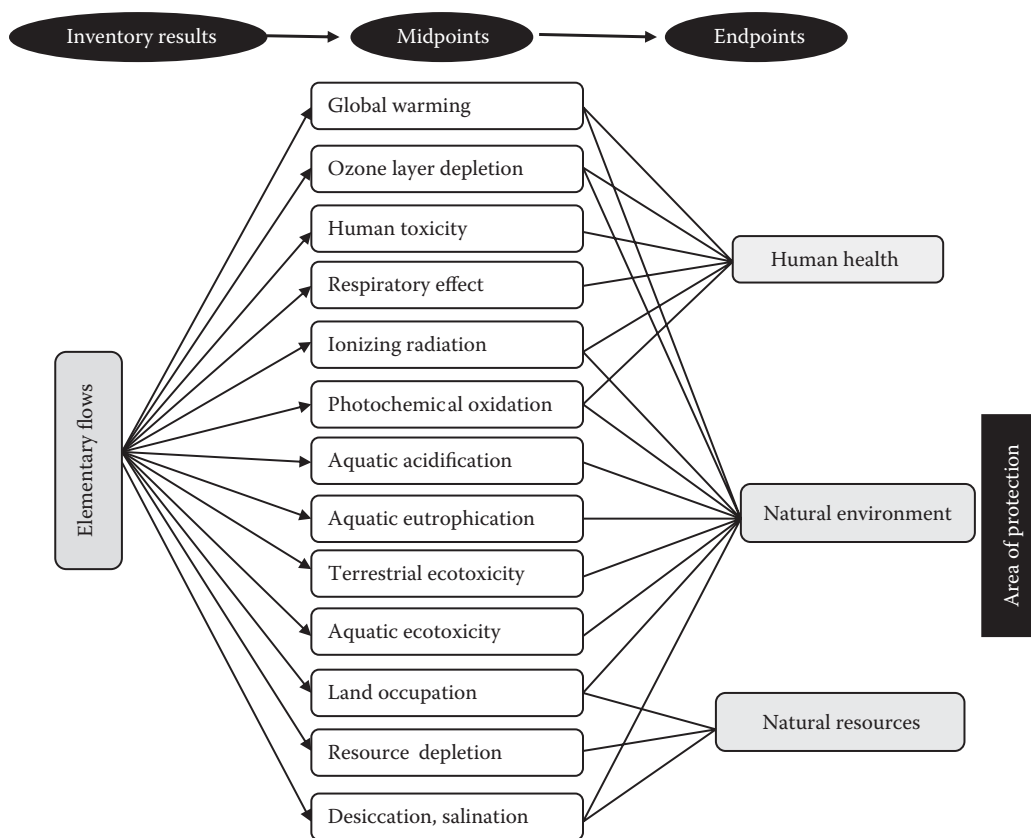 Inventory results
Midpoints
Endpoints
Global warming
Ozone layer depletion
Human toxicity
Respiratory effect
Ionizing radiation
Photochemical oxidation
Aquatic acidification
Aquatic eutrophication
Terrestrial ecotoxicity
Aquatic ecotoxicity
Land occupation
Resource depletion
Desiccation, salination
Elementary flows
Human health
Natural environment
Natural resources
Area of protection